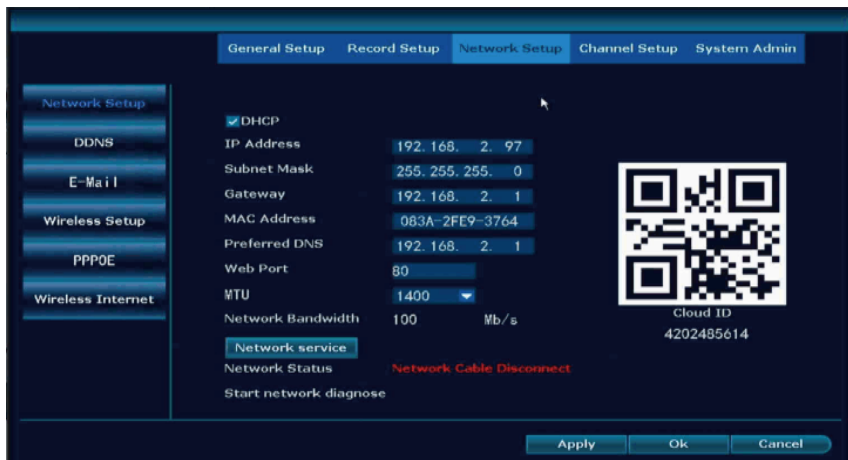 General Setup Record Setup Network Setup Channel Setup System Admin
Network Setup
DDNS
E-Mail
Wireless Setup
PPPOE
Wireless Internet
DHCP
IP Address 192.168. 2. 97
Subnet Mask 255.255.255. 0
Gateway 192.168. 2. 1
MAC Address 083A-2FE9-3764
Preferred DNS 192.168. 2. 1
Web Port 80
MTU 1400
Network Bandwidth 100 Mb/s
Network service
Network Status Network Cable Disconnect
Start network diagnose
Cloud ID
4202485614
Apply Ok Cancel